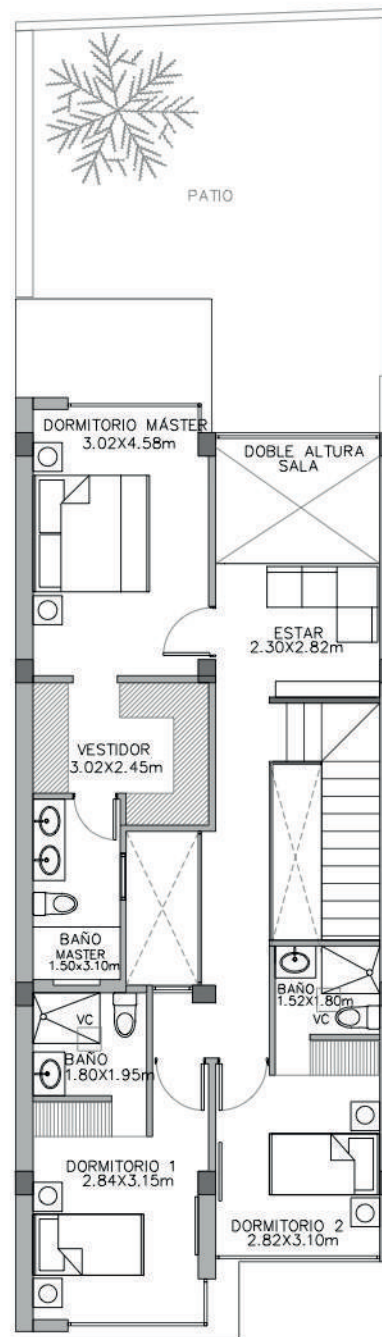 PATIO
DORMITORIO MÁSTER
3.02X4.58m
DOBLE ALTURA
SALA
ESTAR
2.30X2.82m
VESTIDOR
3.02X2.45m
BAÑO
MASTER
1.50x3.10m
BAÑO
1.52X1.80m
VC
VC
BAÑO
1.80X1.95m
DORMITORIO 1
2.84X3.15m
DORMITORIO 2
2.82X3.10m